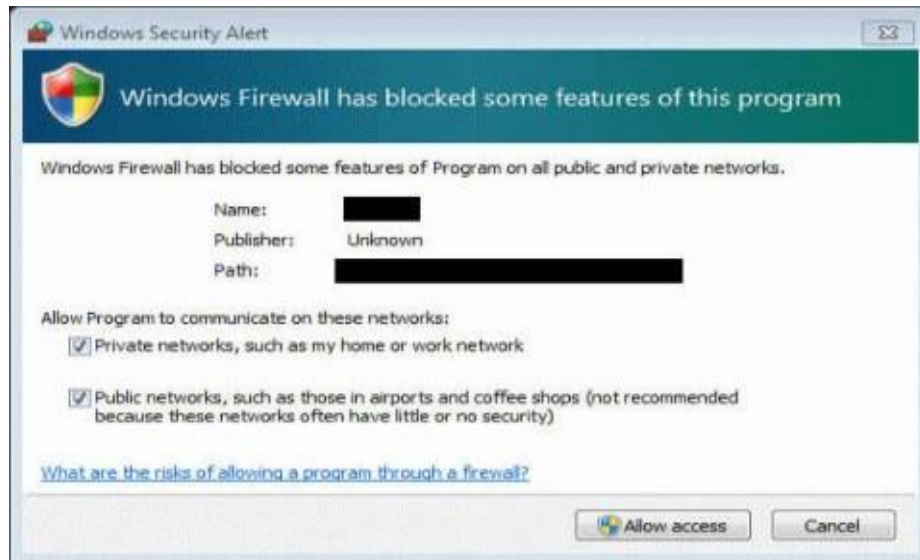 Windows Security Alert
Windows Firewall has blocked some features of this program
Windows Firewall has blocked some features of Program on all public and private networks.
Name:
Publisher: Unknown
Path:
Allow Program to communicate on these networks:
Private networks, such as my home or work network
Public networks, such as those in airports and coffee shops (not recommended
because these networks often have little or no security)
What are the risks of allowing a program through a firewall?
Allow access Cancel